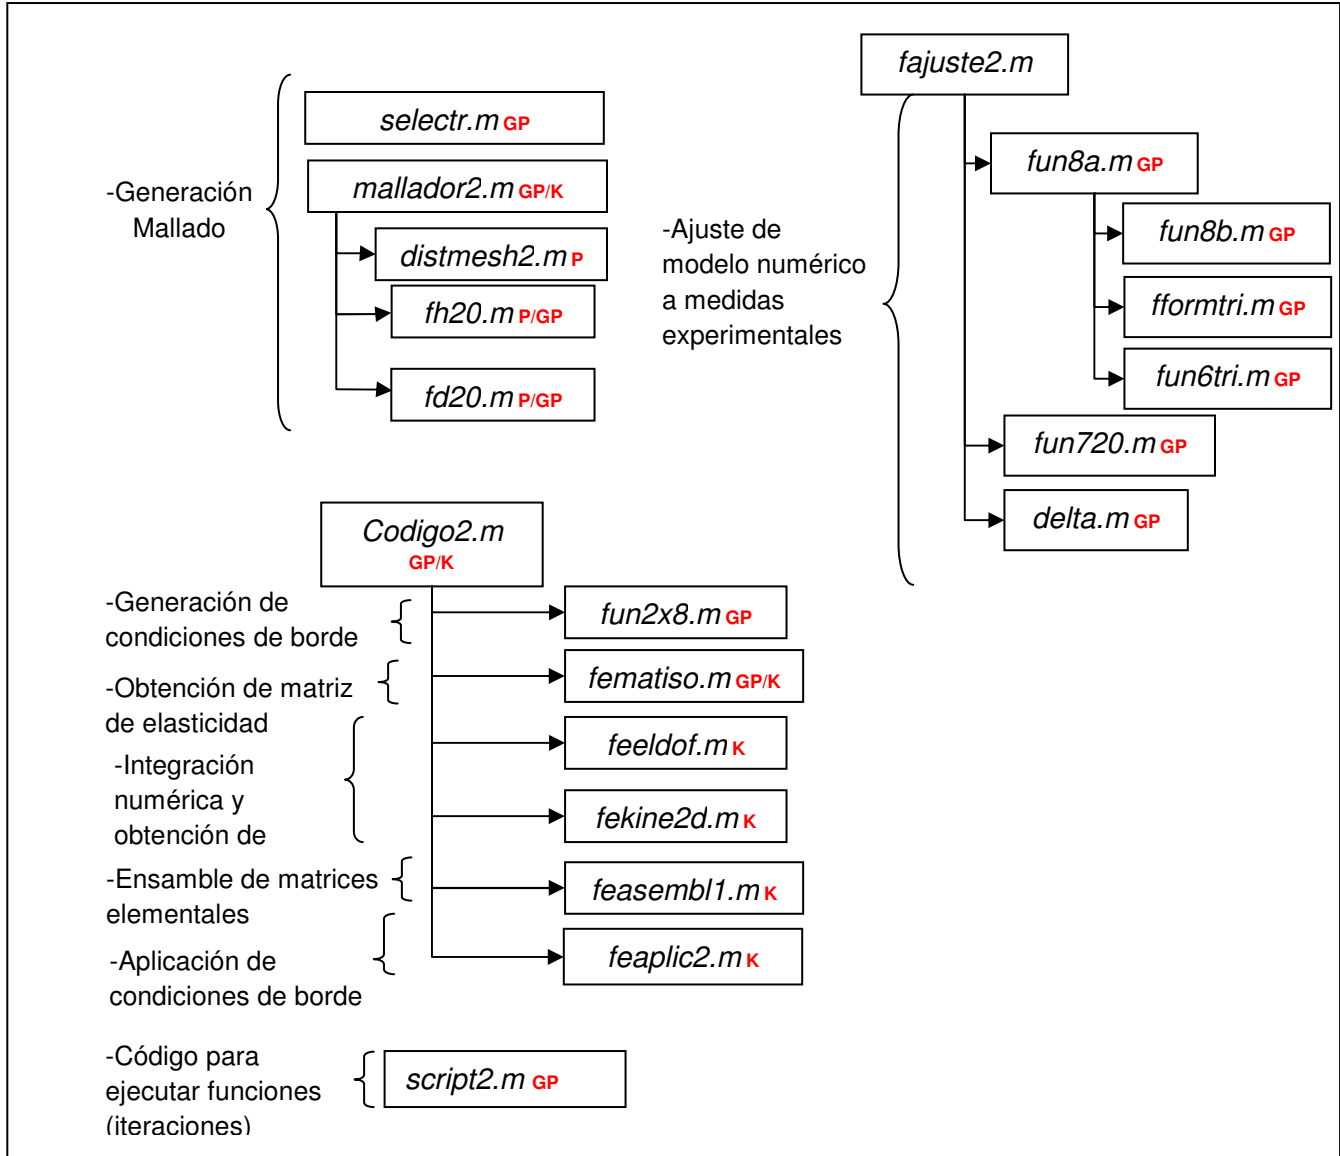 -Generación
Mallado
selectr.m GP
mallador2.m GP/K
distmesh2.m P
fh20.m P/GP
fd20.m P/GP
-Ajuste de
modelo numérico
a medidas
experimentales
fajuste2.m
fun8a.m GP
fun8b.m GP
fformtri.m GP
fun6tri.m GP
fun720.m GP
delta.m GP
Codigo2.m
GP/K
-Generación de
condiciones de borde
fun2x8.m GP
-Obtención de matriz
de elasticidad
fematiso.m GP/K
-Integración
numérica y
obtención de
feeldof.m K
fekine2d.m K
-Ensamble de matrices
elementales
feasembl1.m K
-Aplicación de
condiciones de borde
feaplic2.m K
-Código para
ejecutar funciones
(iteraciones)
script2.m GP